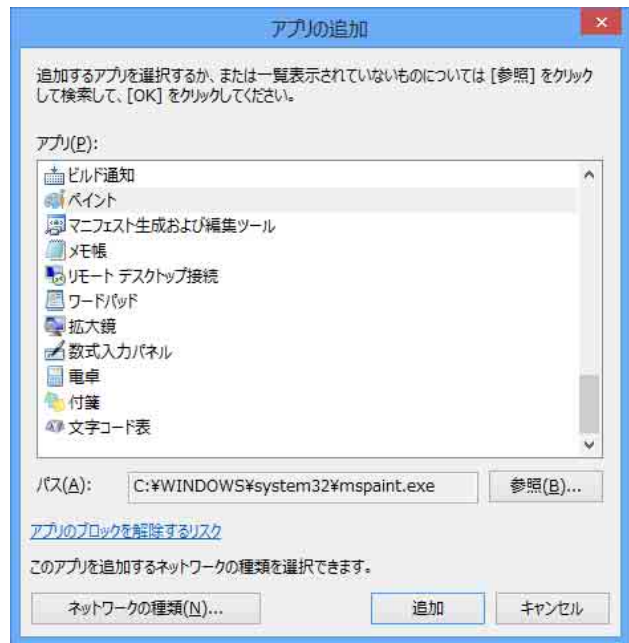 アプリの追加
追加するアプリを選択するか、または一覧表示されていないものについては [参照] をクリック
して検索して、[OK] をクリックしてください。
アプリ(P):
ビルド通知
ペイント
マニフェスト生成および編集ツール
メモ帳
リモート デスクトップ接続
ワードパッド
拡大鏡
数式入力パネル
電卓
付箋
文字コード表
パス(A): C:¥WINDOWS¥system32¥mspaint.exe 参照(B)...
アプリのブロックを解除するリスク
このアプリを追加するネットワークの種類を選択できます。
ネットワークの種類(N)... 追加 キャンセル